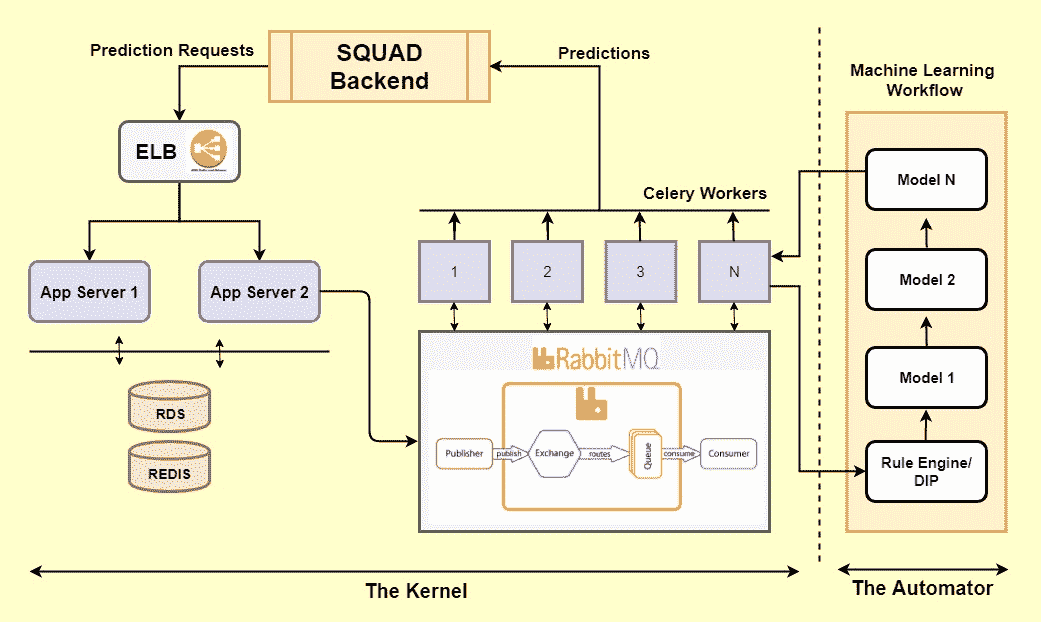 Prediction Requests
SQUAD
Backend
Predictions
Machine Learning
Workflow
ELB
Model N
Celery Workers
App Server 1
App Server 2
1
2
3
N
Model 2
RabbitMQ
Model 1
RDS
REDIS
Publisher
publish
Exchange
routes
Queue
consume
Consumer
Rule Engine/
DIP
The Kernel
The Automator